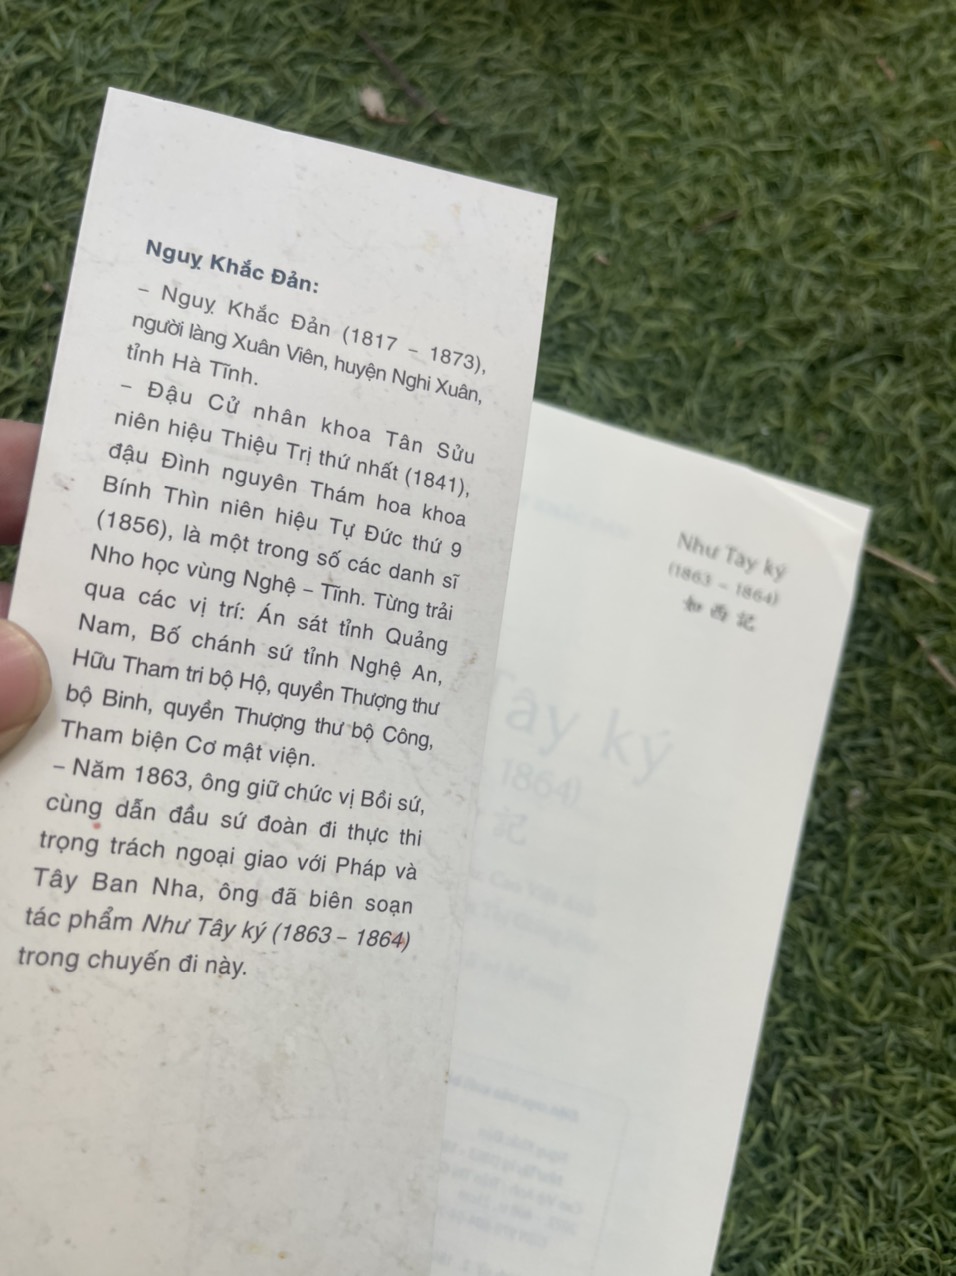 Ngụy Khắc Đản:
– Ngụy Khắc Đản (1817 – 1873),
người làng Xuân Viên, huyện Nghi Xuân,
tỉnh Hà Tĩnh.
– Đậu Cử nhân khoa Tân Sửu
niên hiệu Thiệu Trị thứ nhất (1841),
đậu Đình nguyên Thám hoa khoa
Bính Thìn niên hiệu Tự Đức thứ 9
(1856), là một trong số các danh sĩ
Nho học vùng Nghệ – Tĩnh. Từng trải
qua các vị trí: Án sát tỉnh Quảng
Nam, Bố chánh sứ tỉnh Nghệ An,
Hữu Tham tri bộ Hộ, quyền Thượng thư
bộ Binh, quyền Thượng thư bộ Công,
Tham biện Cơ mật viện.
– Năm 1863, ông giữ chức vị Bồi sứ,
cùng dẫn đầu sứ đoàn đi thực thi
trọng trách ngoại giao với Pháp và
Tây Ban Nha, ông đã biên soạn
tác phẩm Như Tây ký (1863 – 1864)
trong chuyến đi này.
Như Tây ký
(1863 – 1864)
如西記
Tây ký
1864)
記